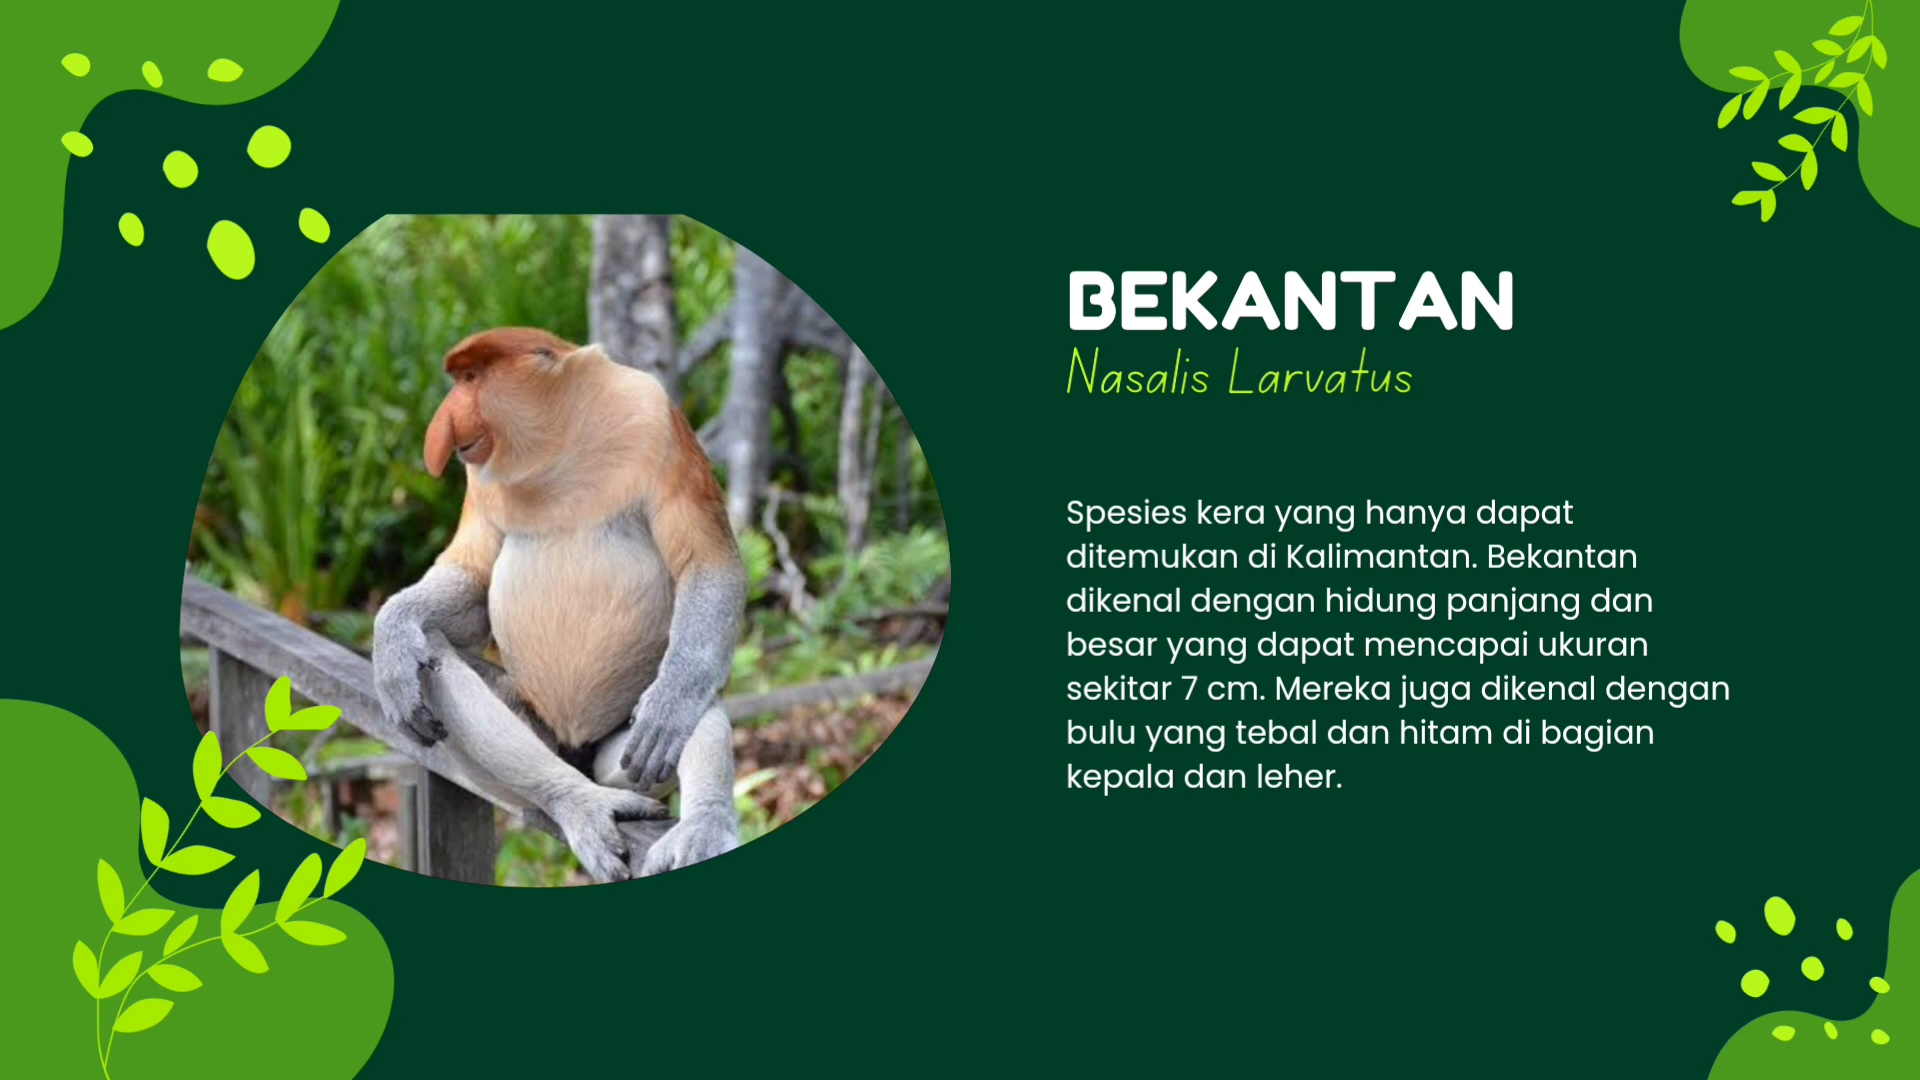 BEKANTAN
Nasalis Larvatus
Spesies kera yang hanya dapat
ditemukan di Kalimantan. Bekantan
dikenal dengan hidung panjang dan
besar yang dapat mencapai ukuran
sekitar 7 cm. Mereka juga dikenal dengan
bulu yang tebal dan hitam di bagian
kepala dan leher.